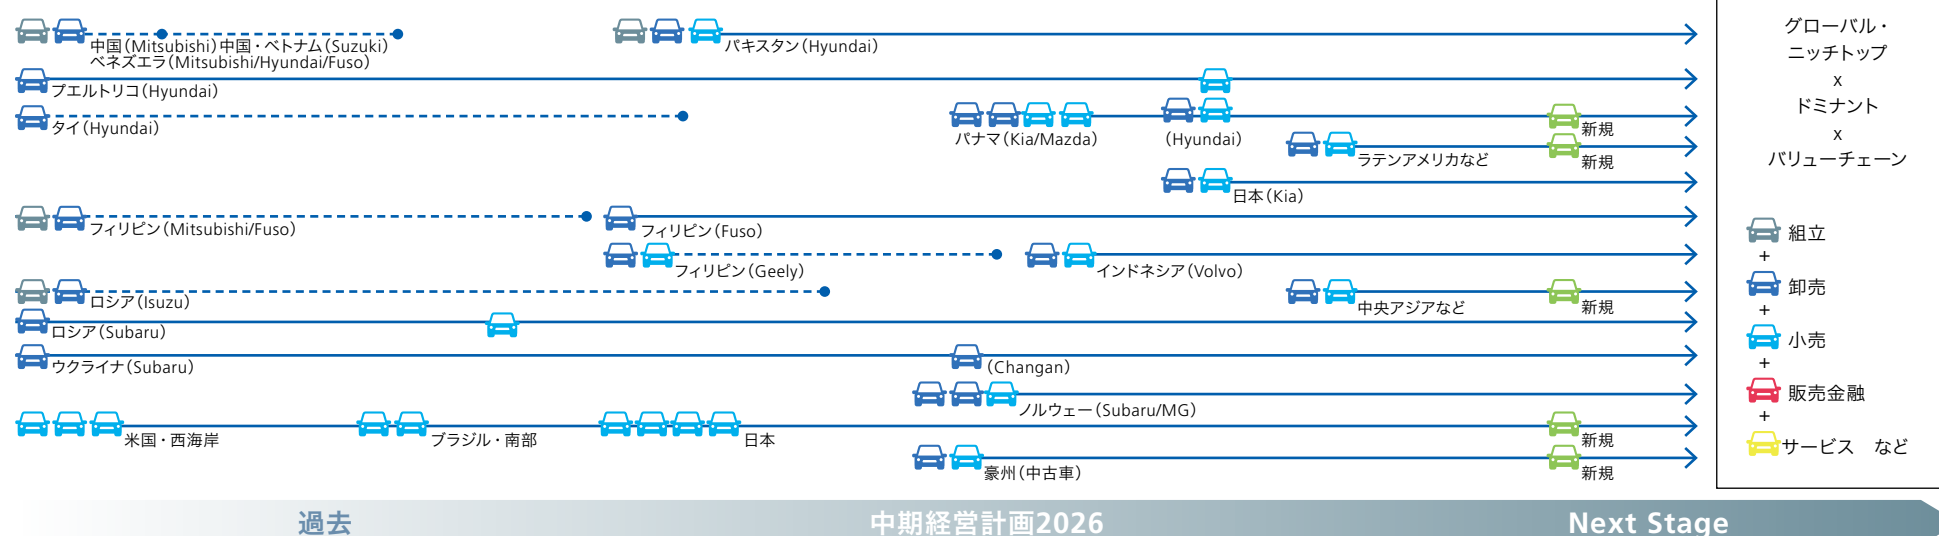 中国(Mitsubishi)中国・ベトナム(Suzuki)
ベネズエラ(Mitsubishi/Hyundai/Fuso)
パキスタン(Hyundai)
プエルトリコ(Hyundai)
タイ(Hyundai)
パナマ(Kia/Mazda)
(Hyundai)
新規
ラテンアメリカなど
新規
日本(Kia)
フィリピン(Mitsubishi/Fuso)
フィリピン(Fuso)
フィリピン(Geely)
インドネシア(Volvo)
ロシア(Isuzu)
中央アジアなど
新規
ロシア(Subaru)
ウクライナ(Subaru)
(Changan)
ノルウェー(Subaru/MG)
米国・西海岸
ブラジル・南部
日本
新規
豪州(中古車)
新規
グローバル・
ニッチトップ
x
ドミナント
x
バリューチェーン
組立
+
卸売
+
小売
+
販売金融
+
サービス など
過去
中期経営計画2026
Next Stage